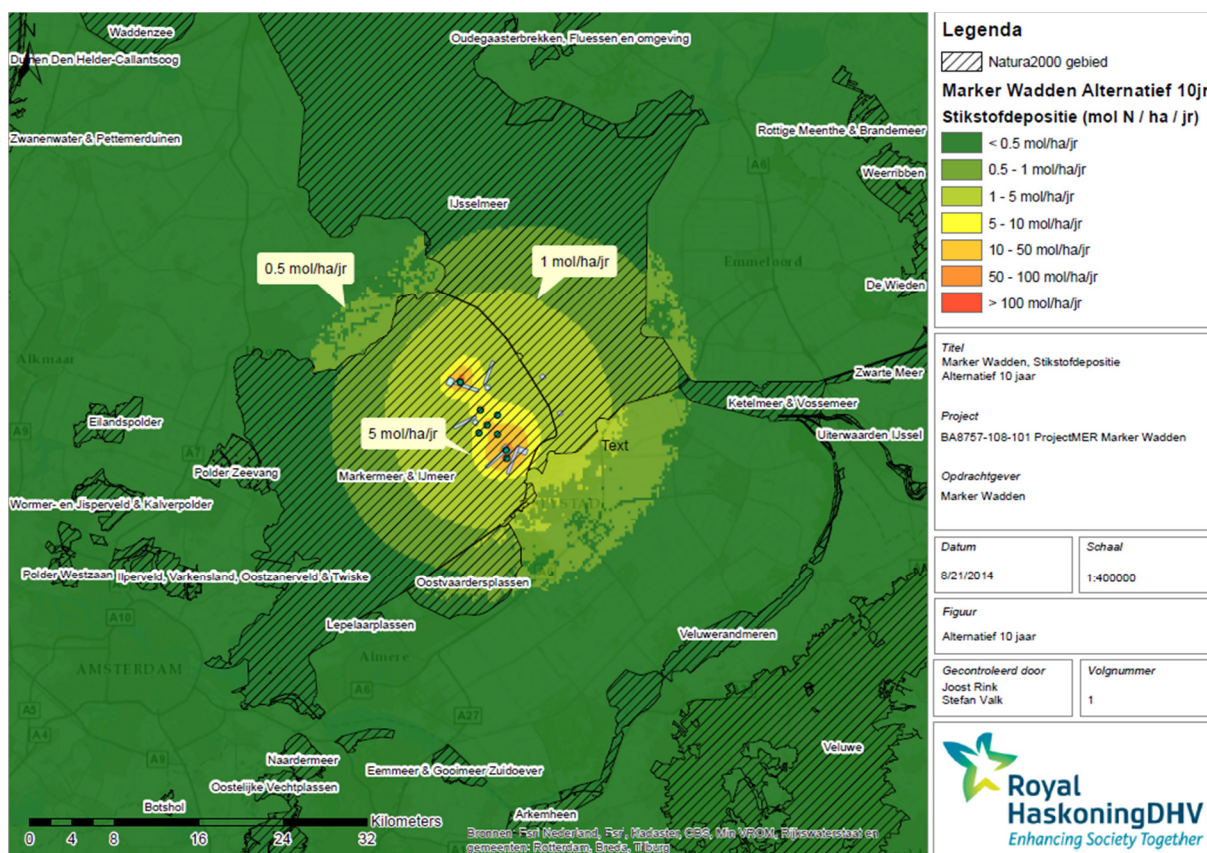 N
Waddenzee
Oudegaasterbrekken, Fluessen en omgeving
Duinen Den Helder-Callantsoog
Zwanenwater & Pettemerduinen
Rottige Meenthe & Brandemeer
A6
Weerribben
IJsselmeer
0.5 mol/ha/jr
1 mol/ha/jr
Emmeloord
De Wieden
Alkmaar
Zwarte Meer
Ketelmeer & Vossemeer
A9
Eilandspolder
5 mol/ha/jr
Text
Uiterwaarden IJssel
A7
Polder Zeevang
Markermeer & IJmeer
Wormer- en Jisperveld & Kalverpolder
Polder Westzaan
Ilperveld, Varkensland, Oostzanerveld & Twiske
Oostvaardersplassen
A10
Lepelaarplassen
Veluwerandmeren
AMSTERDAM
Almere
A6
A5
A27
A4
A9
Naardermeer
Eemmeer & Gooimeer Zuidoever
Veluwe
Oostelijke Vechtplassen
Botshol
Arkemheen
Kilometers
0 4 8 16 24 32
Bronnen: Esri Nederland, Esri, Kadaster, CBS, Min VROM, Rijkswaterstaat en
gemeenten: Rotterdam, Breda, Tilburg
Legenda
Natura2000 gebied
Marker Wadden Alternatief 10jr
Stikstofdepositie (mol N / ha / jr)
< 0.5 mol/ha/jr
0.5 - 1 mol/ha/jr
1 - 5 mol/ha/jr
5 - 10 mol/ha/jr
10 - 50 mol/ha/jr
50 - 100 mol/ha/jr
> 100 mol/ha/jr
Titel
Marker Wadden, Stikstofdepositie
Alternatief 10 jaar
Project
BA8757-108-101 ProjectMER Marker Wadden
Opdrachtgever
Marker Wadden
Datum
8/21/2014
Schaal
1:400000
Figuur
Alternatief 10 jaar
Gecontroleerd door
Joost Rink
Stefan Valk
Volgnummer
1
Royal
HaskoningDHV
Enhancing Society Together